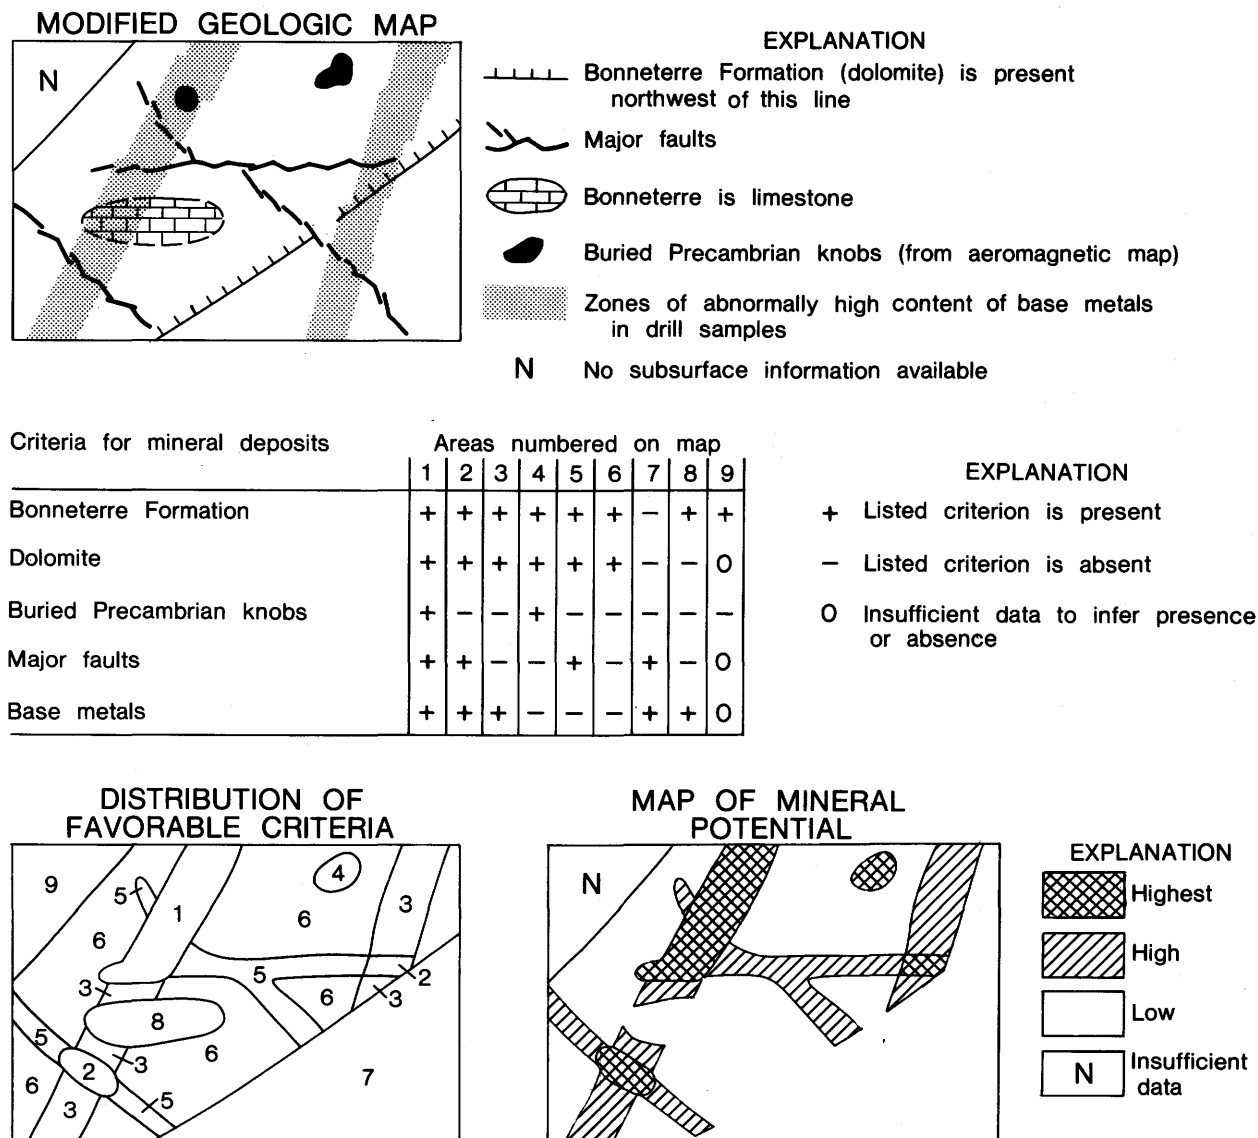 MODIFIED GEOLOGIC MAP
N
EXPLANATION
Bonneterre Formation (dolomite) is present
northwest of this line
Major faults
Bonneterre is limestone
Buried Precambrian knobs (from aeromagnetic map)
Zones of abnormally high content of base metals
in drill samples
N No subsurface information available
Criteria for mineral deposits Areas numbered on map
1 2 3 4 5 6 7 8 9
Bonneterre Formation + + + + + + − + +
Dolomite + + + + + + − − O
Buried Precambrian knobs + − − + − − − − −
Major faults + + − − + − + − O
Base metals + + + − − − + + O
EXPLANATION
+ Listed criterion is present
− Listed criterion is absent
O Insufficient data to infer presence
or absence
DISTRIBUTION OF
FAVORABLE CRITERIA
9 5 1 4 3
6 6
3 5 6 3 2
8
5 3 6
6 2 7
3 5
MAP OF MINERAL
POTENTIAL
N
EXPLANATION
Highest
High
Low
N Insufficient
data